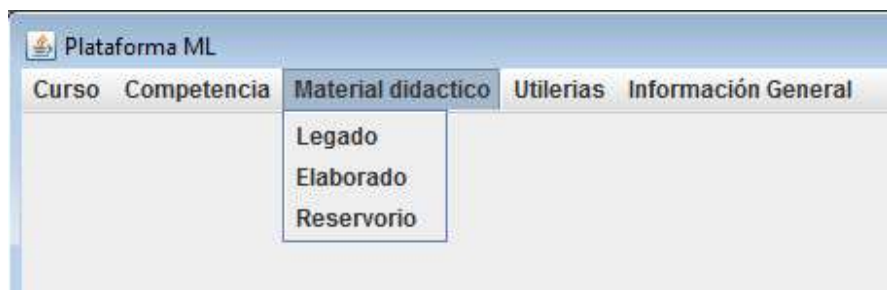 Plataforma ML
Curso Competencia Material didactico Utilerias Información General
Legado
Elaborado
Reservorio